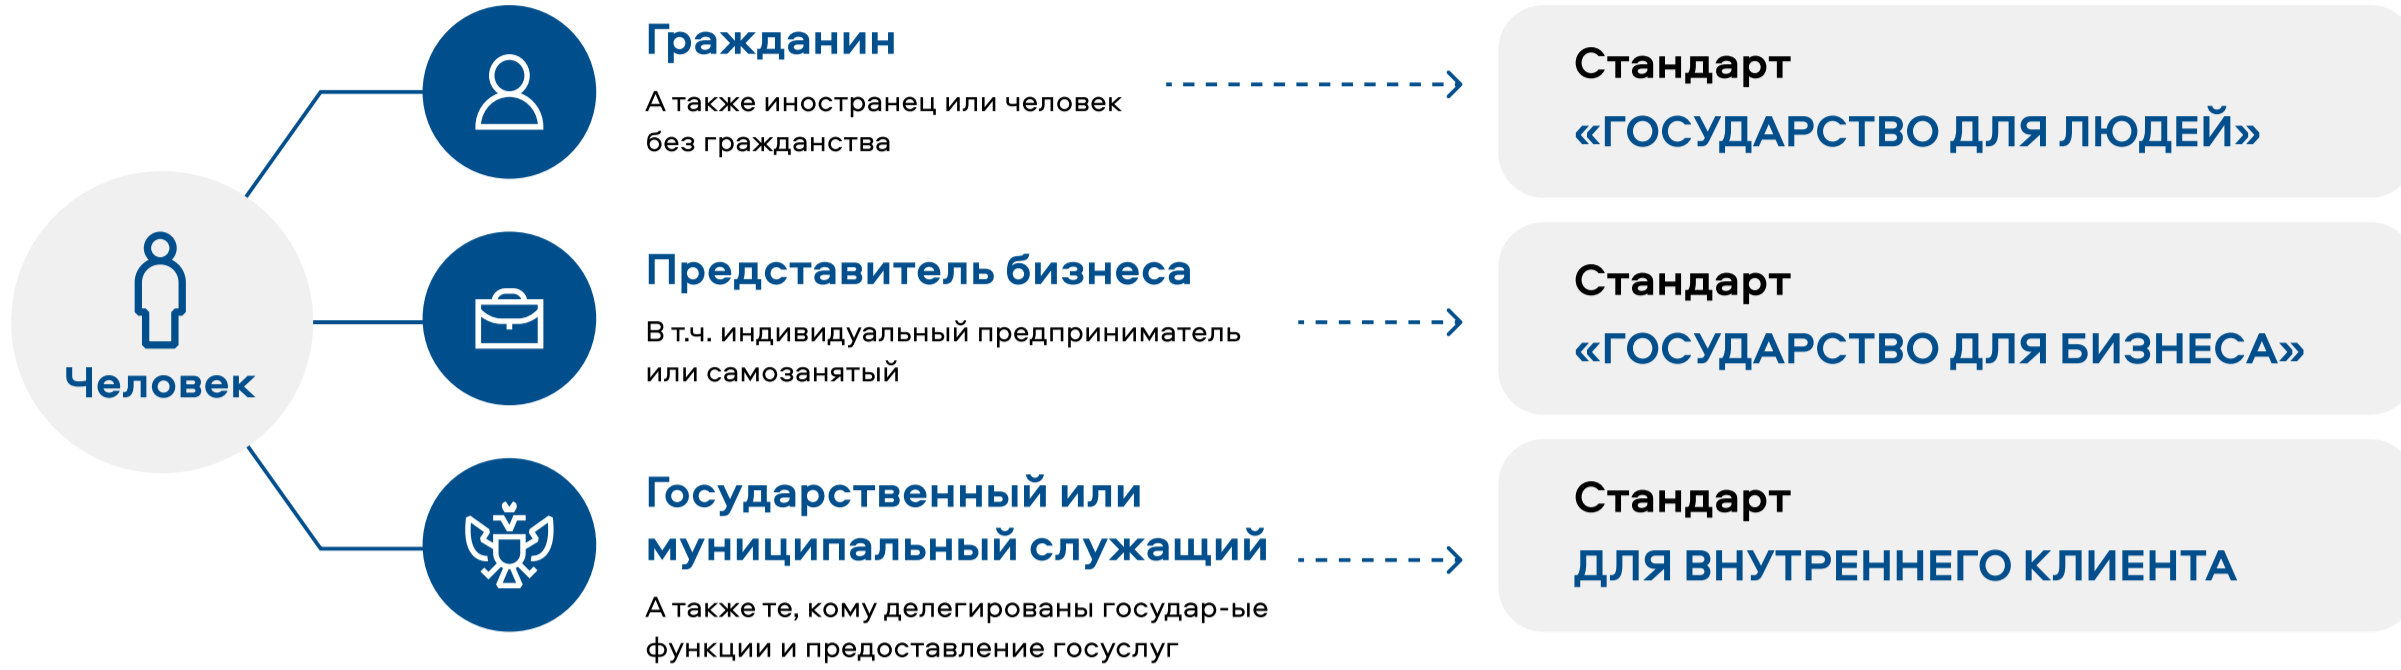 Человек
Гражданин
А также иностранец или человек
без гражданства
Стандарт
«ГОСУДАРСТВО ДЛЯ ЛЮДЕЙ»
Представитель бизнеса
В т.ч. индивидуальный предприниматель
или самозанятый
Стандарт
«ГОСУДАРСТВО ДЛЯ БИЗНЕСА»
Государственный или
муниципальный служащий
А также те, кому делегированы государ-ые
функции и предоставление госуслуг
Стандарт
ДЛЯ ВНУТРЕННЕГО КЛИЕНТА